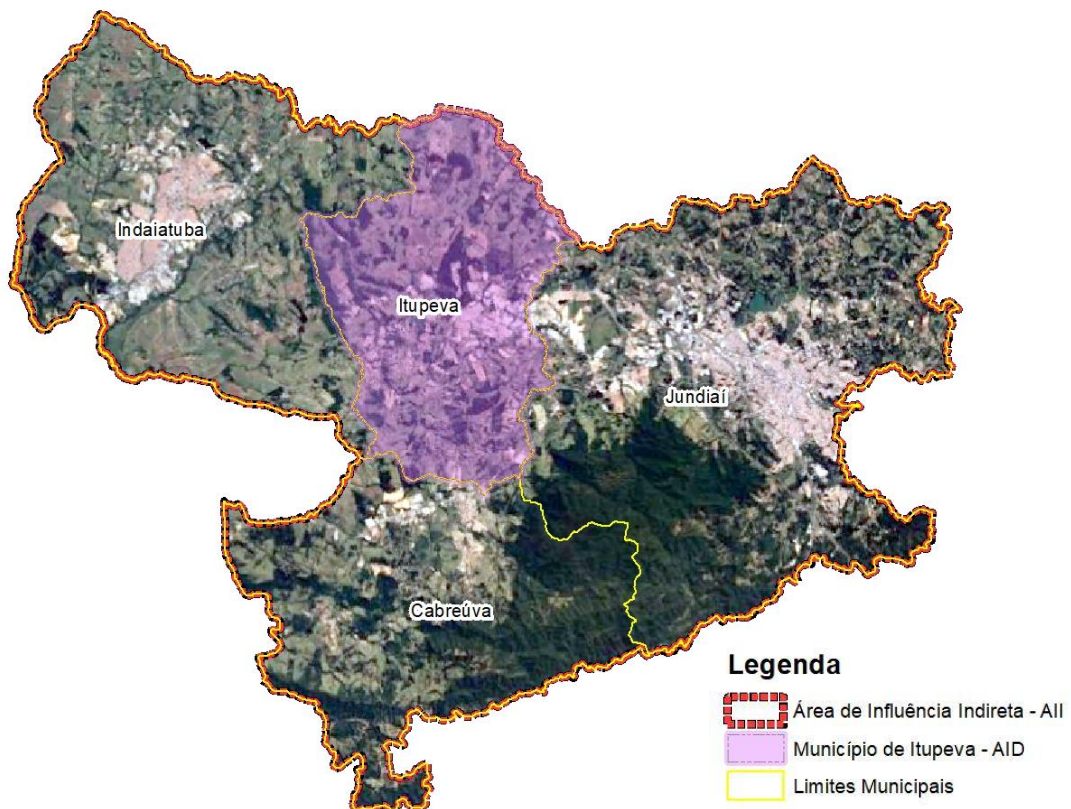 Indaiatuba
Itupeva
Jundiaí
Cabreúva
Legenda
Área de Influência Indireta - AII
Município de Itupeva - AID
Limites Municipais